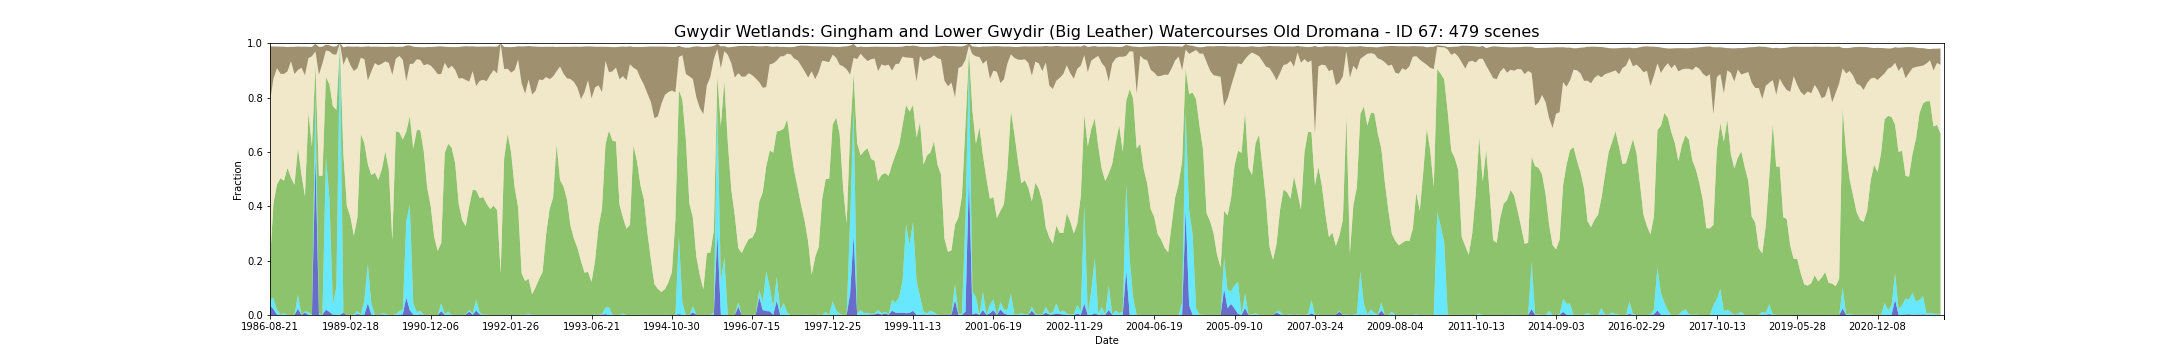 Gwydir Wetlands: Gingham and Lower Gwydir (Big Leather) Watercourses Old Dromana - ID 67: 479 scenes
1.0
0.8
0.6
0.4
0.2
0.0
Fraction
1986-08-21 1989-02-18 1990-12-06 1992-01-26 1993-06-21 1994-10-30 1996-07-15 1997-12-25 1999-11-13 2001-06-19 2002-11-29 2004-06-19 2005-09-10 2007-03-24 2009-08-04 2011-10-13 2014-09-03 2016-02-29 2017-10-13 2019-05-28 2020-12-08
Date